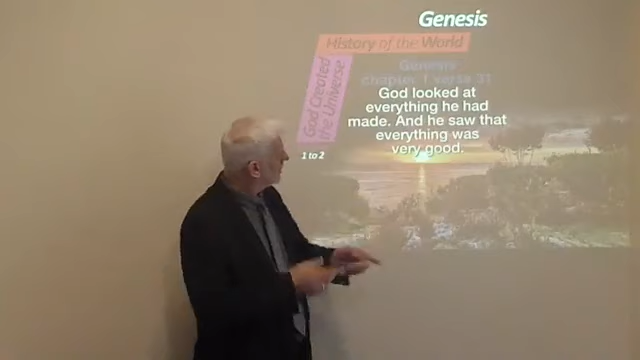 Genesis
History of the World
God Created
the Universe
Genesis
chapter 1 verse 31
God looked at
everything he had
made. And he saw that
everything was
very good.
1 to 2